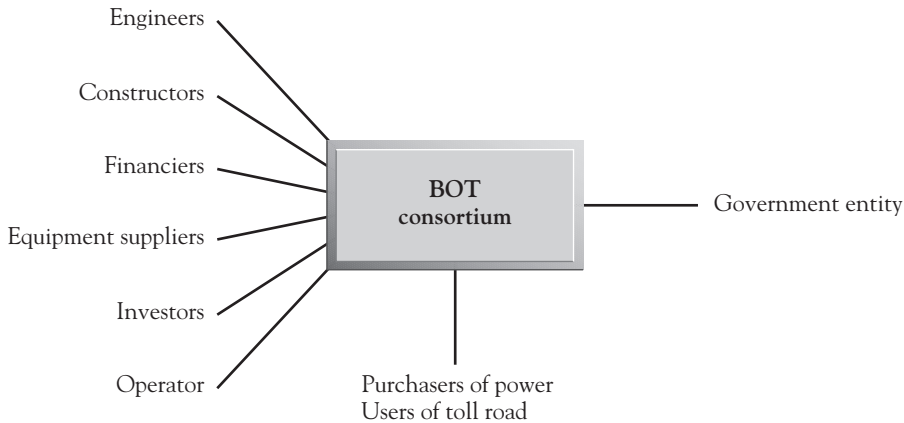 Engineers
Constructors
Financiers
Equipment suppliers
Investors
Operator
BOT
consortium
Government entity
Purchasers of power
Users of toll road